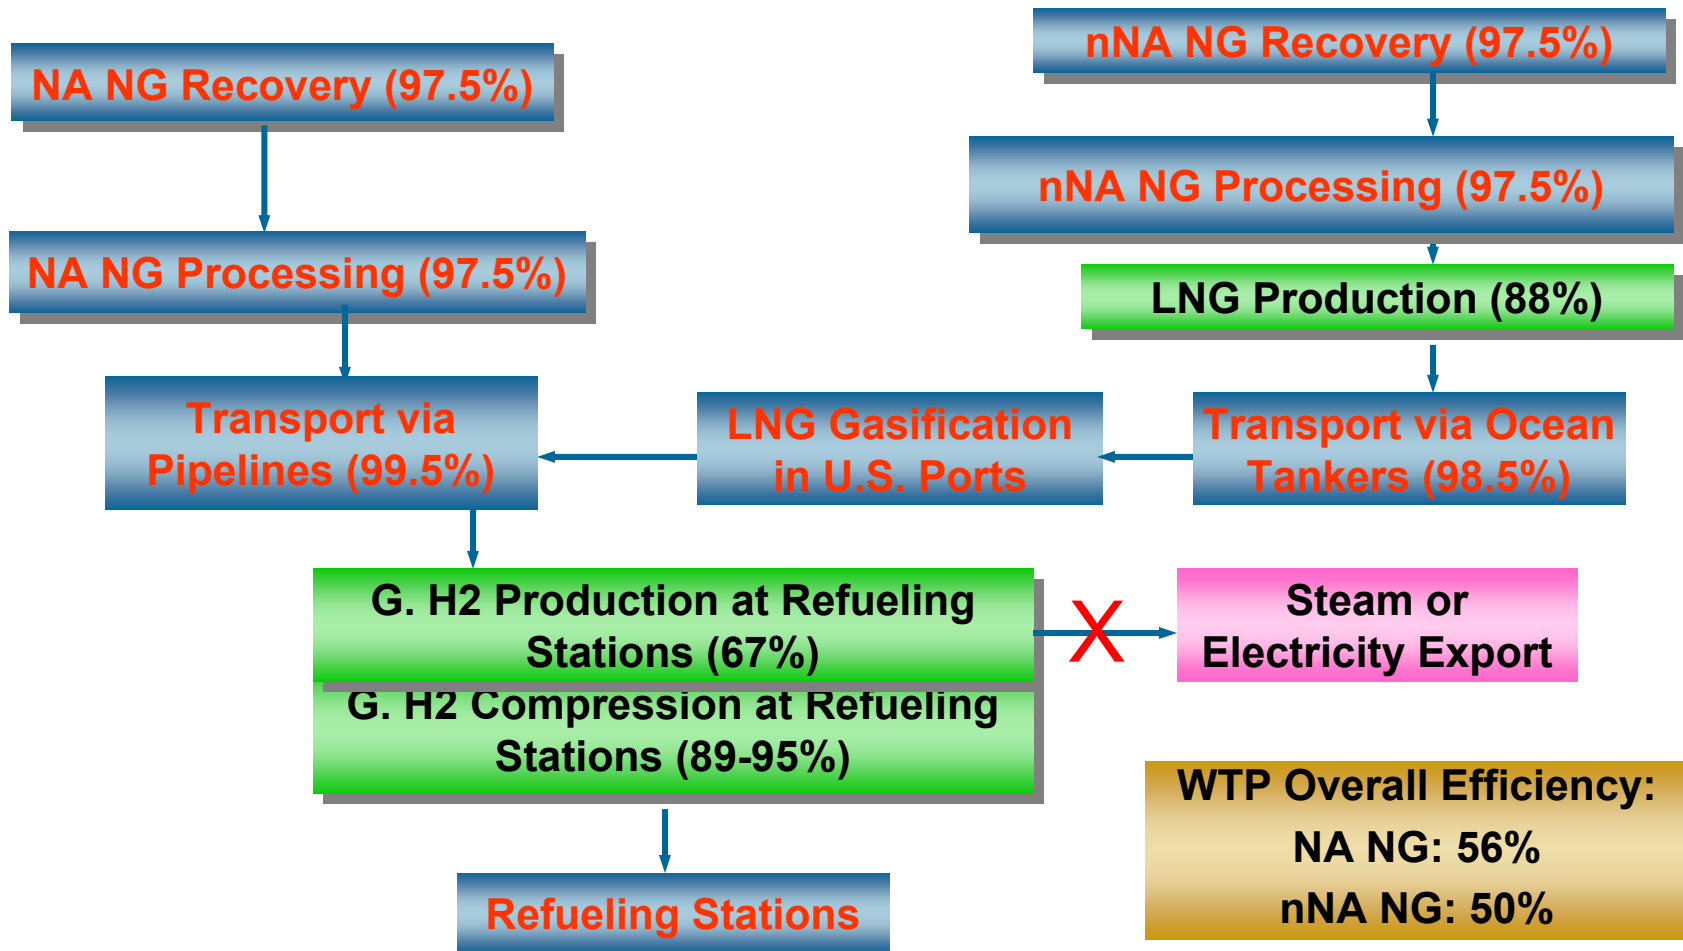 NA NG Recovery (97.5%)
nNA NG Recovery (97.5%)
nNA NG Processing (97.5%)
NA NG Processing (97.5%)
LNG Production (88%)
Transport via
Pipelines (99.5%)
LNG Gasification
in U.S. Ports
Transport via Ocean
Tankers (98.5%)
G. H2 Production at Refueling
Stations (67%)
X
Steam or
Electricity Export
G. H2 Compression at Refueling
Stations (89-95%)
WTP Overall Efficiency:
NA NG: 56%
nNA NG: 50%
Refueling Stations